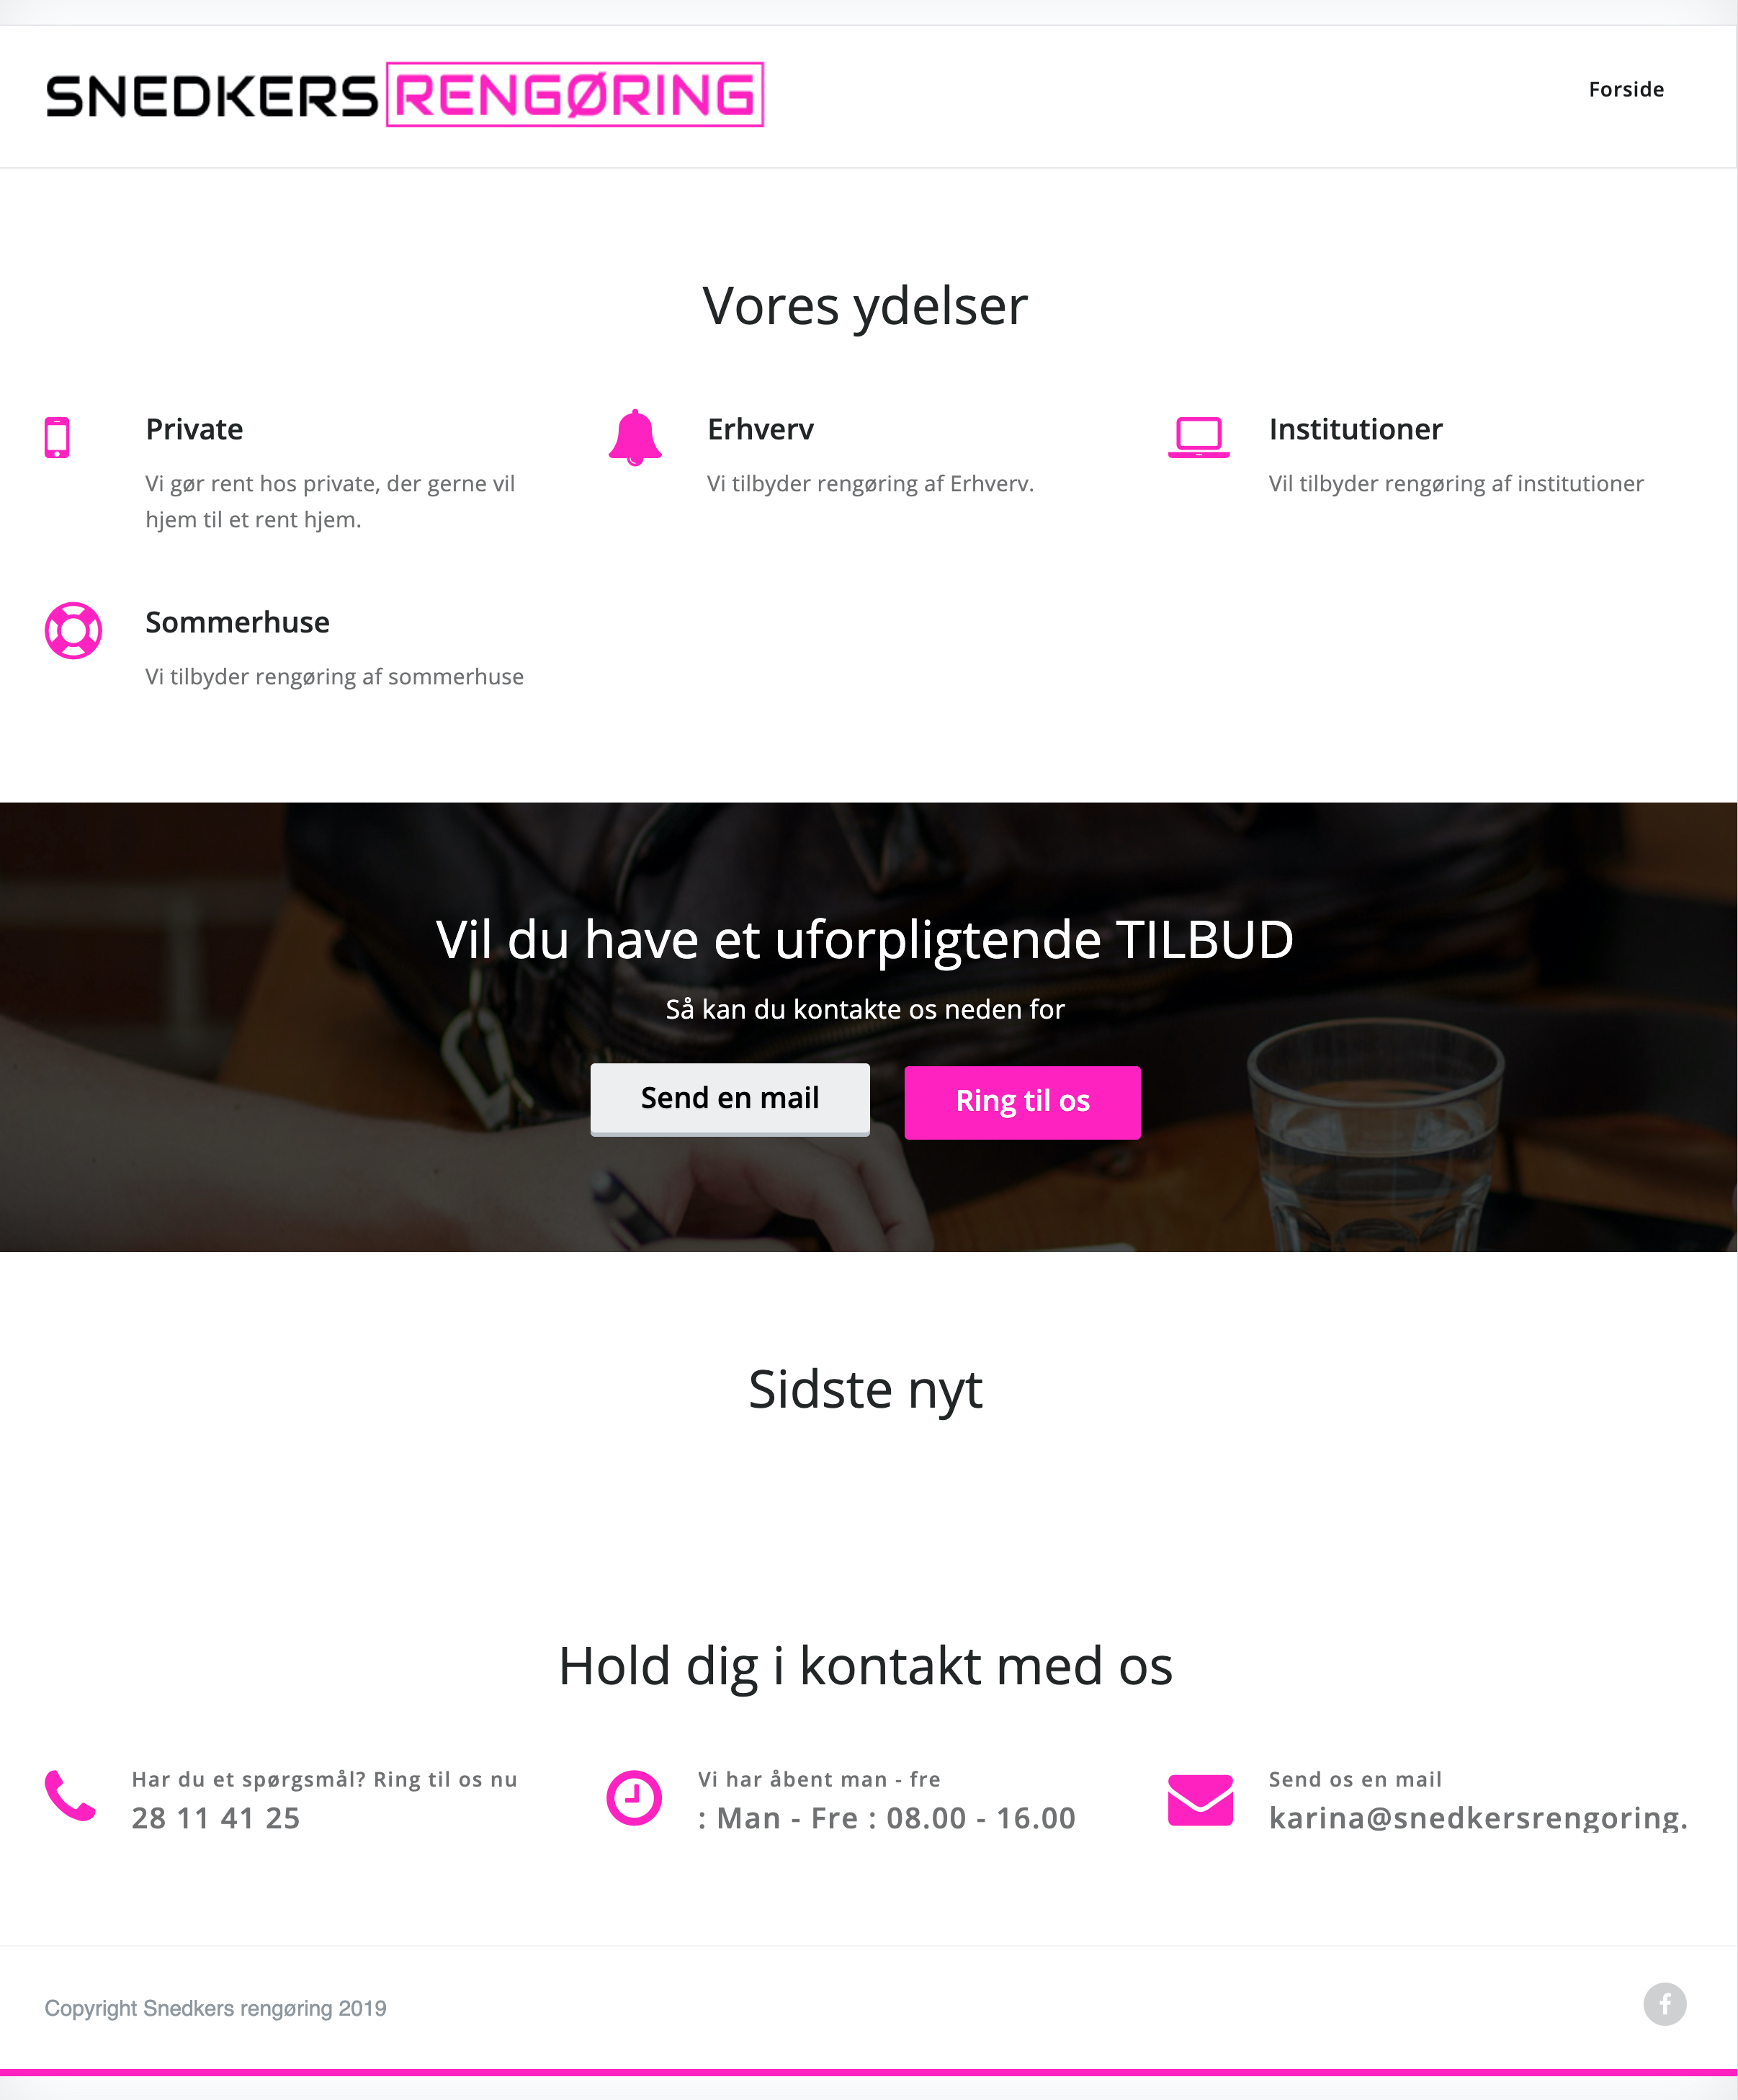 SNEDKERS RENGØRING
Forside
Vores ydelser
Private
Vi gør rent hos private, der gerne vil
hjem til et rent hjem.
Erhverv
Vi tilbyder rengøring af Erhverv.
Institutioner
Vil tilbyder rengøring af institutioner
Sommerhuse
Vi tilbyder rengøring af sommerhuse
Vil du have et uforpligtende TILBUD
Så kan du kontakte os neden for
Send en mail
Ring til os
Sidste nyt
Hold dig i kontakt med os
Har du et spørgsmål? Ring til os nu
28 11 41 25
Vi har åbent man - fre
: Man - Fre : 08.00 - 16.00
Send os en mail
karina@snedkersrengoring.
Copyright Snedkers rengøring 2019